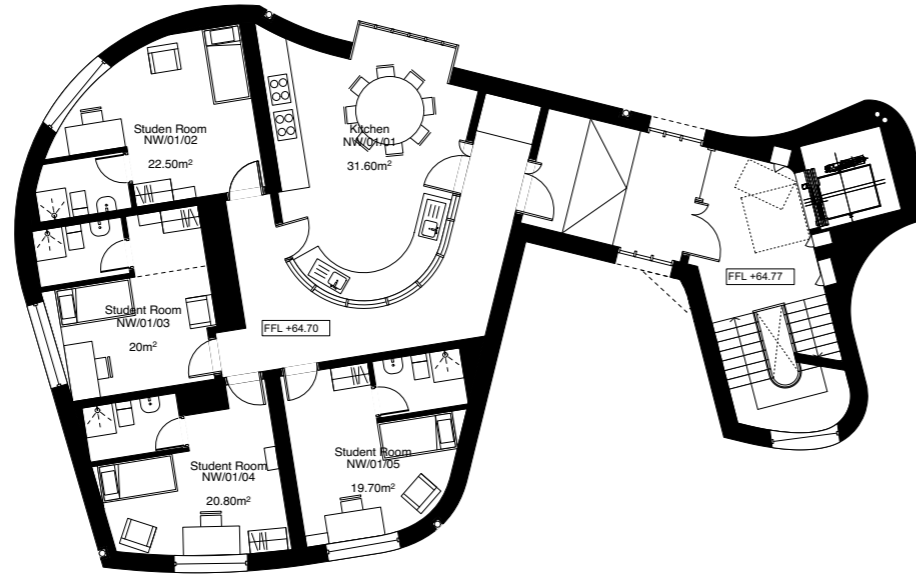 Studen Room
NW/01/02
22.50m²
Kitchen
NW/01/01
31.60m²
FFL +64.77
Student Room
NW/01/03
20m²
FFL +64.70
Student Room
NW/01/04
20.80m²
Student Room
NW/01/05
19.70m²